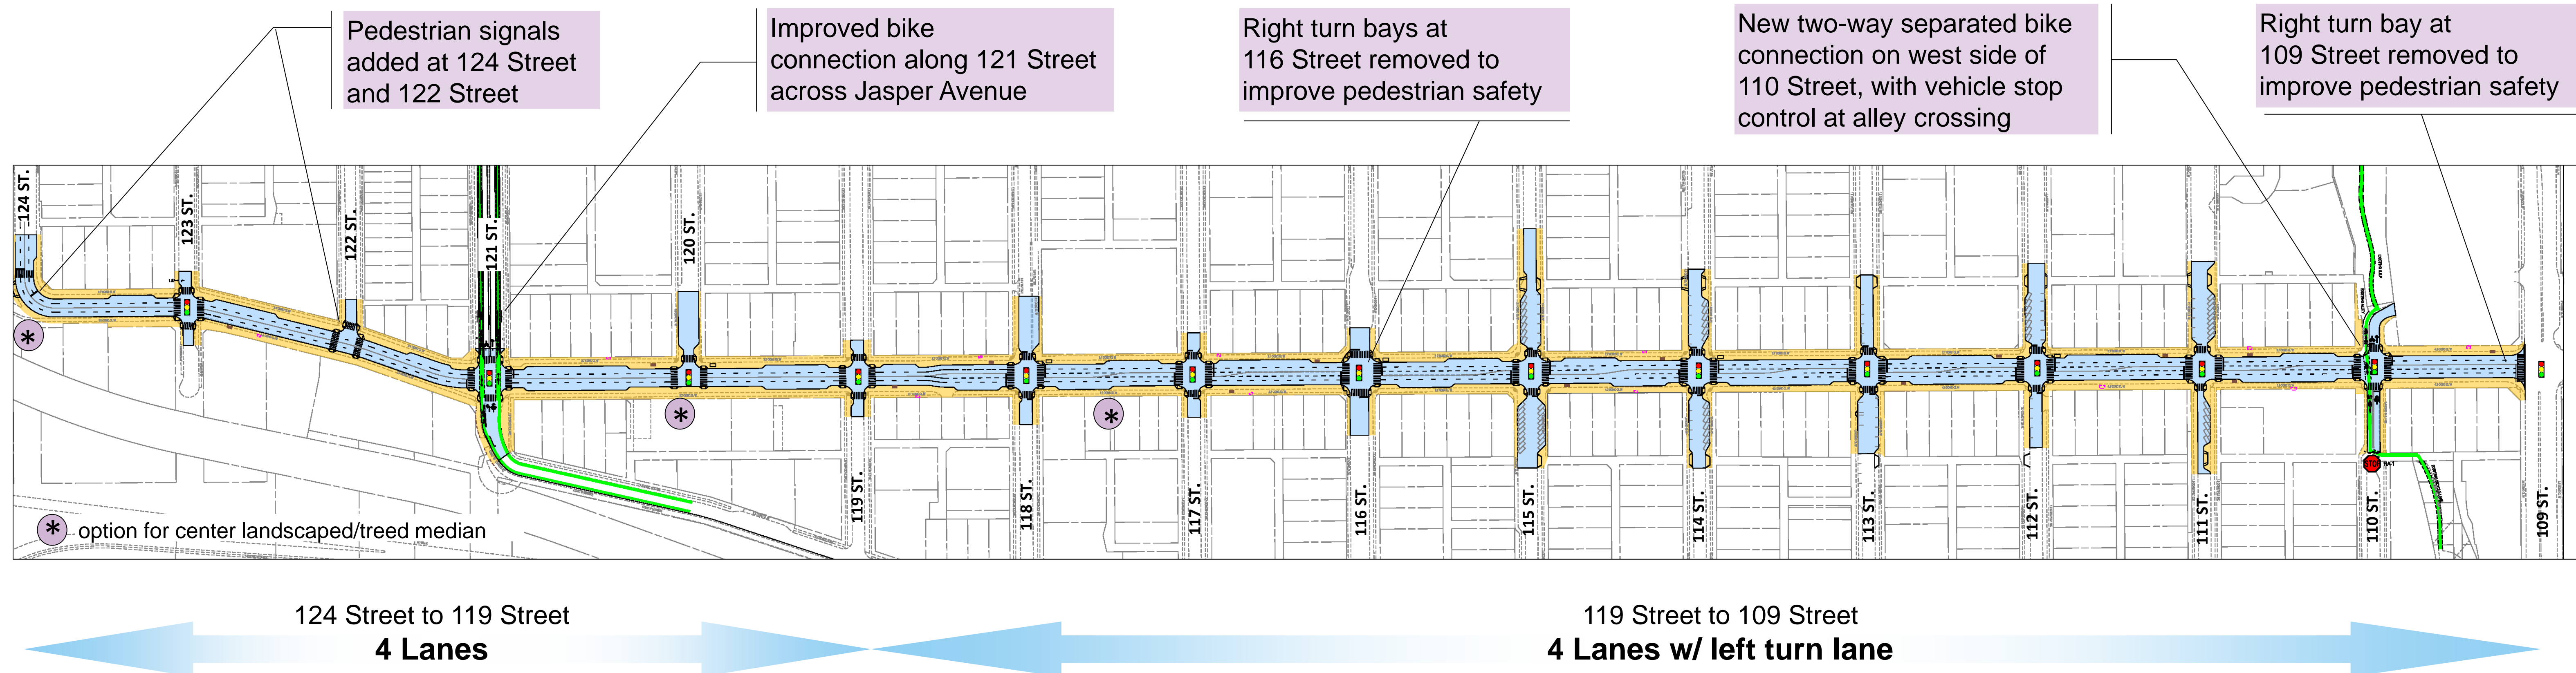 Pedestrian signals
added at 124 Street
and 122 Street
Improved bike
connection along 121 Street
across Jasper Avenue
Right turn bays at
116 Street removed to
improve pedestrian safety
New two-way separated bike
connection on west side of
110 Street, with vehicle stop
control at alley crossing
Right turn bay at
109 Street removed to
improve pedestrian safety
124 ST.
123 ST.
122 ST.
121 ST.
120 ST.
119 ST.
118 ST.
117 ST.
116 ST.
115 ST.
114 ST.
113 ST.
112 ST.
111 ST.
110 ST.
109 ST.
STOP
*
*
*
* option for center landscaped/treed median
124 Street to 119 Street
4 Lanes
119 Street to 109 Street
4 Lanes w/ left turn lane